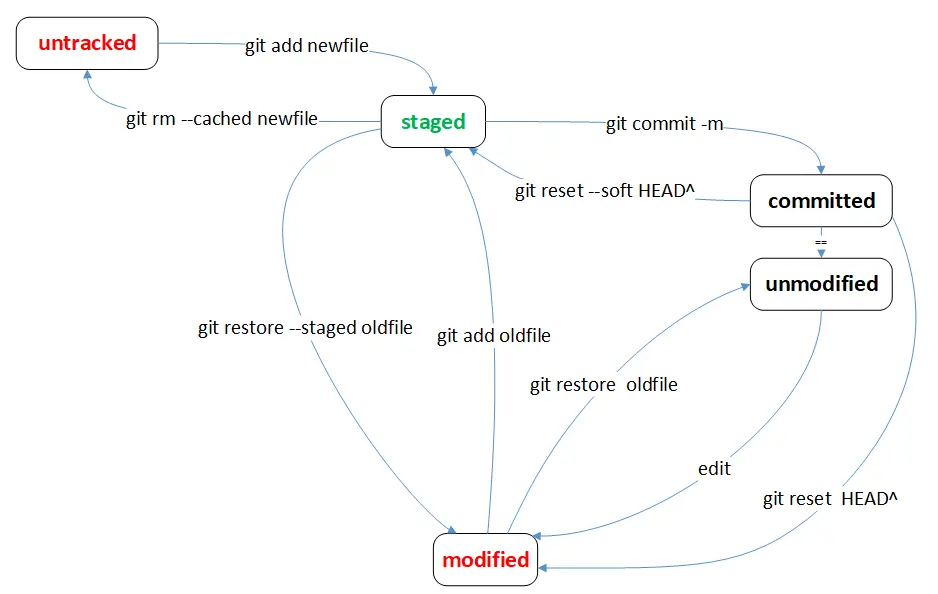 untracked
git add newfile
git rm --cached newfile
staged
git commit -m
git reset --soft HEAD^
committed
==
unmodified
git restore --staged oldfile
git add oldfile
git restore  oldfile
edit
git reset  HEAD^
modified